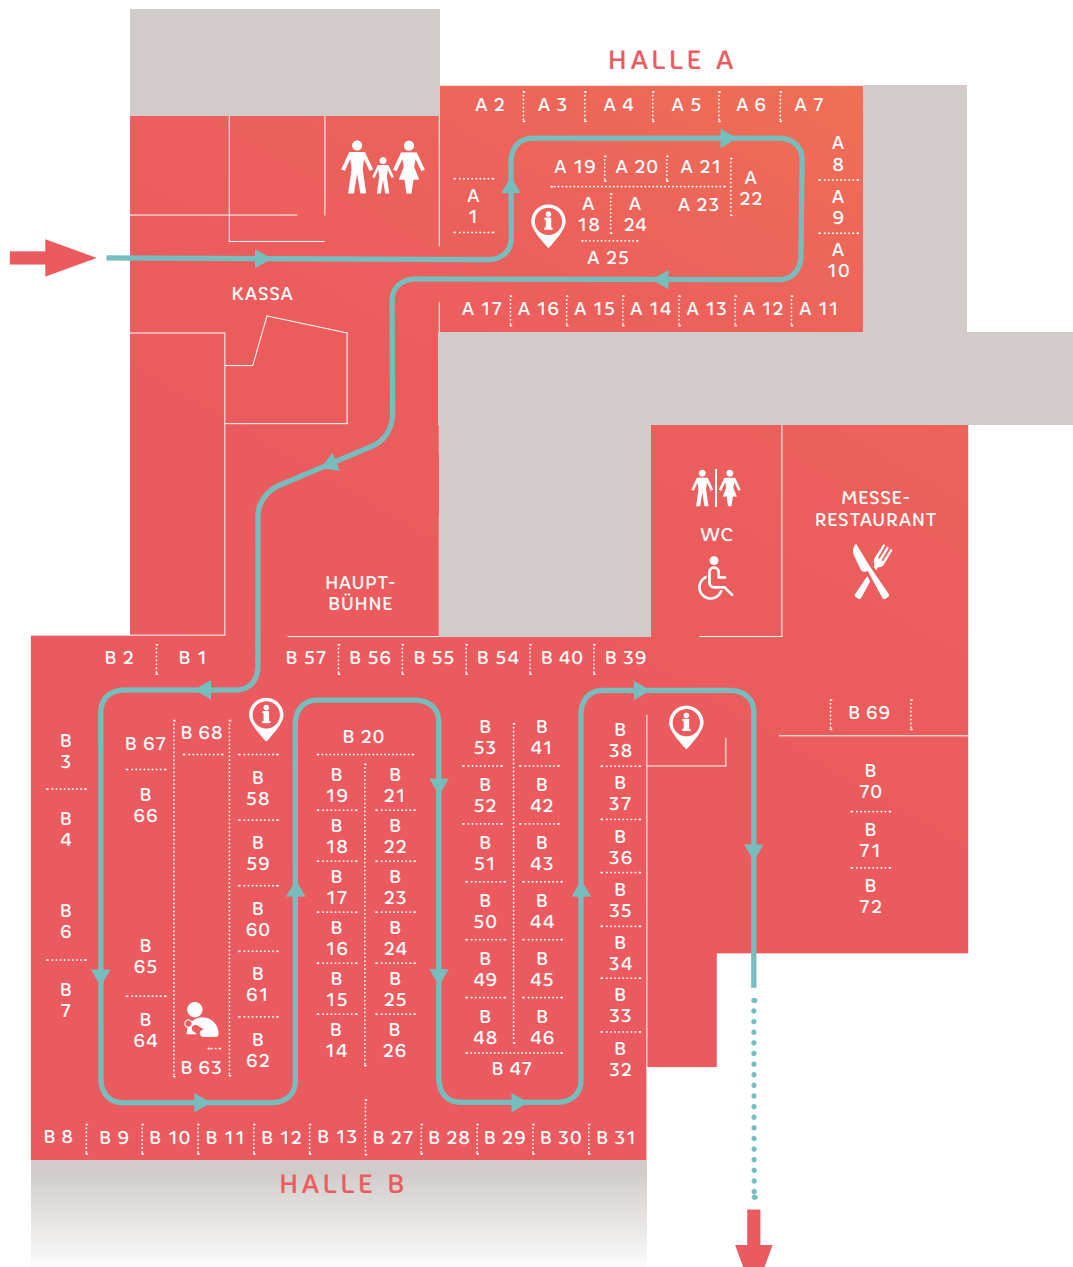 HALLE A
A 2 A 3 A 4 A 5 A 6 A 7
A
8
A 19 A 20 A 21
A
22
A
1
A
18
A
24
A 23
A
9
A 25
A
10
KASSA
A 17 A 16 A 15 A 14 A 13 A 12 A 11
MESSE-
RESTAURANT
WC
HAUPT-
BÜHNE
B 2 B 1 B 57 B 56 B 55 B 54 B 40 B 39
B 69
B
3
B
4
B
6
B
7
B 67
B
66
B
65
B
64
B 68
B 63
B
58
B
59
B
60
B
61
B
62
B 20
B
19
B
18
B
17
B
16
B
15
B
14
B
21
B
22
B
23
B
24
B
25
B
26
B
53
B
52
B
51
B
50
B
49
B
48
B
41
B
42
B
43
B
44
B
45
B
46
B 47
B
38
B
37
B
36
B
35
B
34
B
33
B
32
B
70
B
71
B
72
B 8 B 9 B 10 B 11 B 12 B 13 B 27 B 28 B 29 B 30 B 31
HALLE B